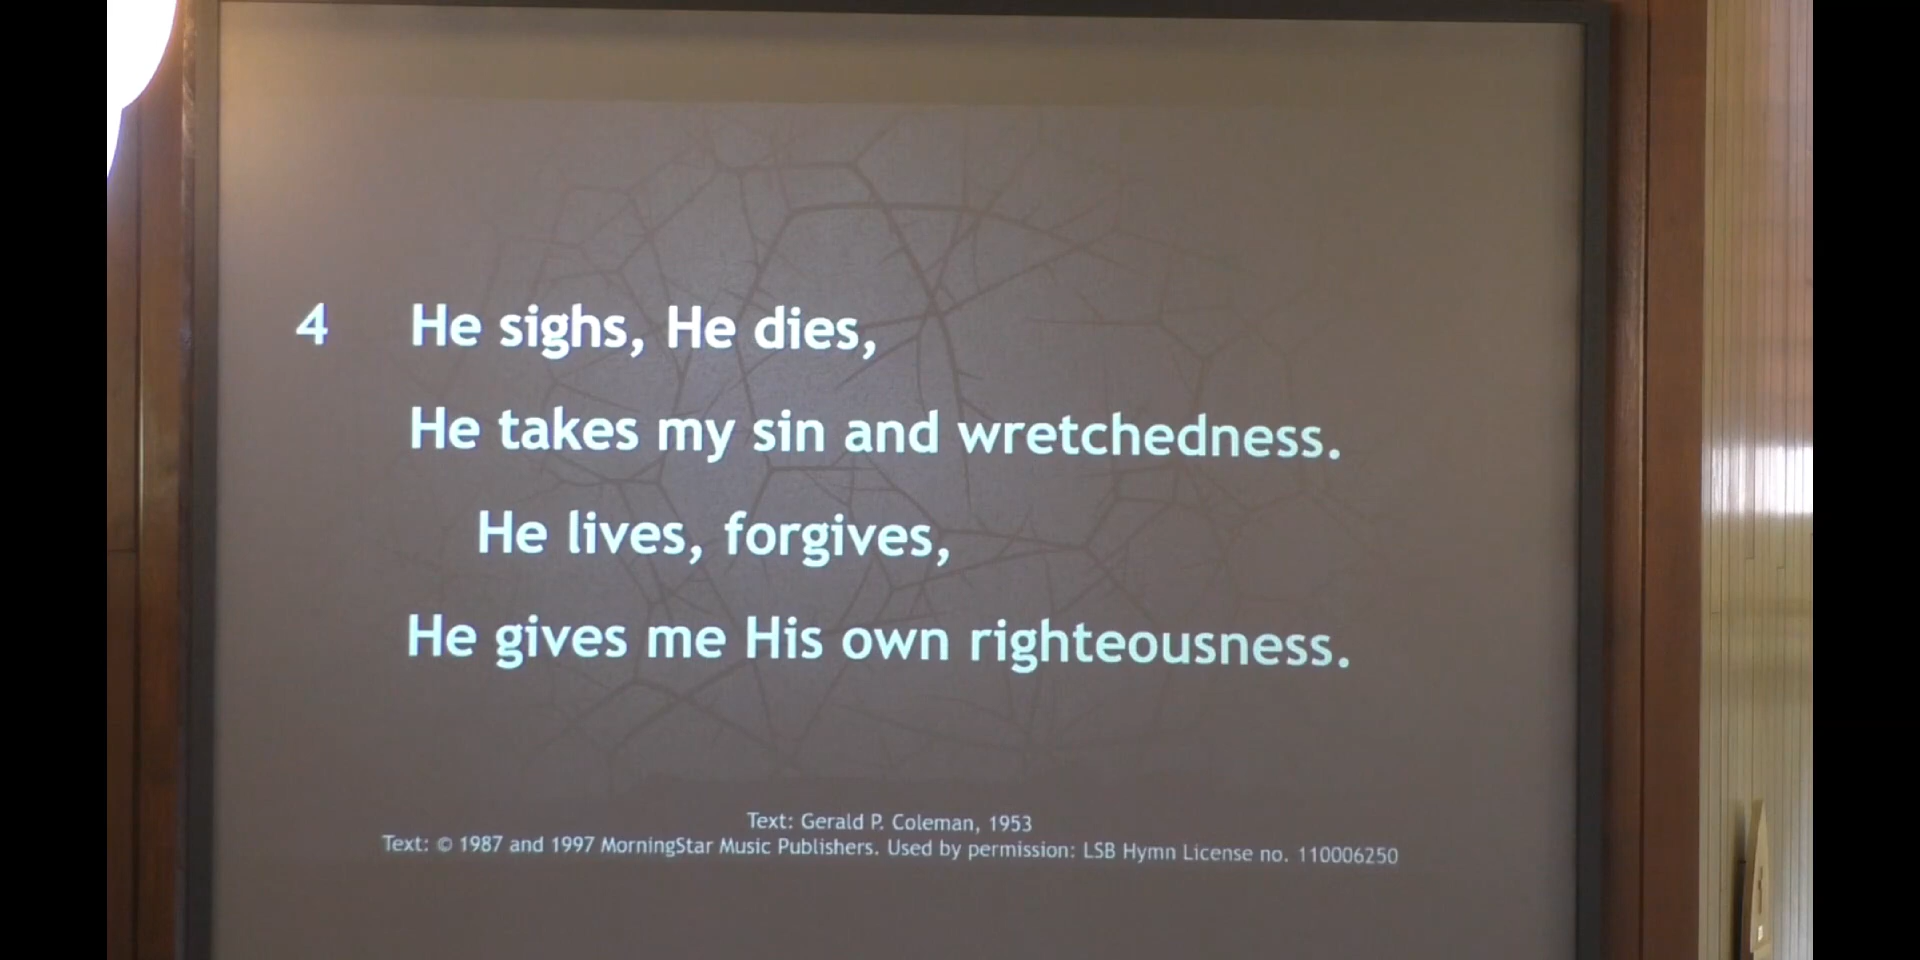 4 He sighs, He dies,
He takes my sin and wretchedness.
He lives, forgives,
He gives me His own righteousness.
Text: Gerald P. Coleman, 1953
Text: © 1987 and 1997 MorningStar Music Publishers. Used by permission: LSB Hymn License no. 110006250